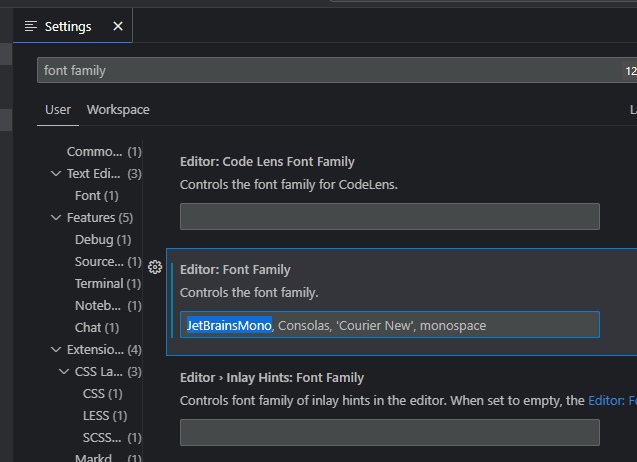 Settings
font family
12
User Workspace
Commo... (1)
Text Edi... (3)
Font (1)
Features (5)
Debug (1)
Source... (1)
Terminal (1)
Noteb... (1)
Chat (1)
Extensio... (4)
CSS La... (3)
CSS (1)
LESS (1)
SCSS... (1)
Markd
Editor: Code Lens Font Family
Controls the font family for CodeLens.
Editor: Font Family
Controls the font family.
JetBrainsMono, Consolas, 'Courier New', monospace
Editor › Inlay Hints: Font Family
Controls font family of inlay hints in the editor. When set to empty, the Editor: F